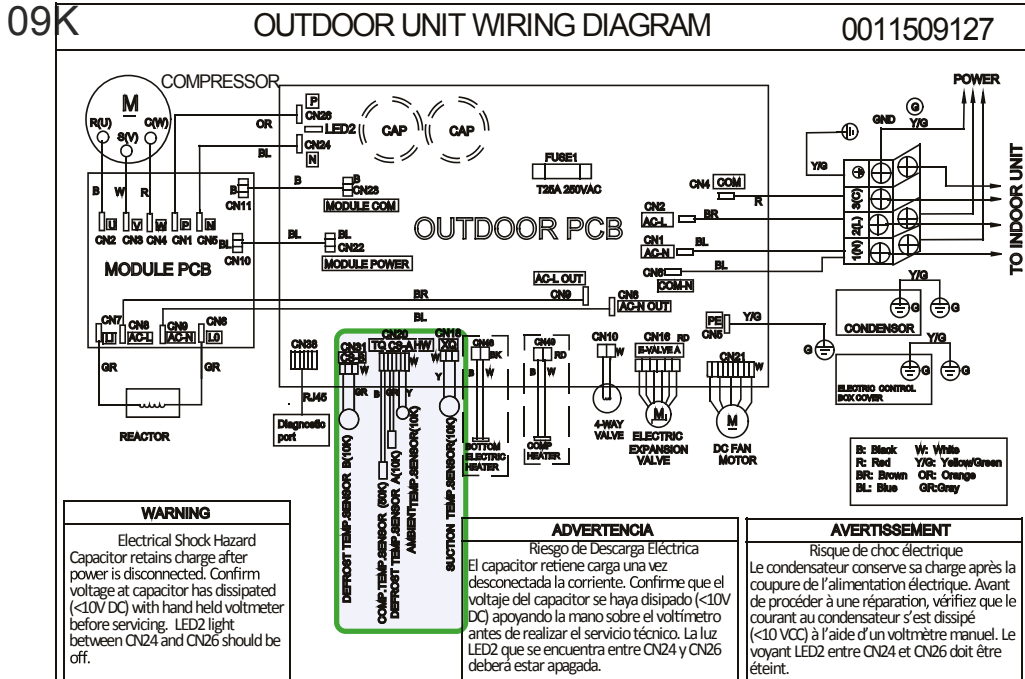 09K
OUTDOOR UNIT WIRING DIAGRAM
0011509127
COMPRESSOR
M
R(U)
S(V)
C(W)
B
W
R
U
V
W
P
N
CN2
CN3
CN4
CN1
CN5
MODULE PCB
CN7
LI
CN8
AC-L
CN9
AC-N
CN6
L0
GR
GR
REACTOR
OR
BL
P
CN26
LED2
CN24
N
CAP
CAP
FUSE1
T25A 250VAC
B
CN11
B
B
CN23
MODULE COM
BL
CN10
BL
BL
CN22
MODULE POWER
OUTDOOR PCB
CN4
COM
R
CN2
AC-L
BR
CN1
AC-N
BL
CN6
COM-N
BL
AC-L OUT
CN9
BR
CN8
AC-N OUT
BL
POWER
G
GND
Y/G
Y/G
3(C)
2(L)
1(N)
TO INDOOR UNIT
Y/G
G
G
CONDENSOR
Y/G
G
G
ELECTRIC CONTROL
BOX COVER
PE
CN5
Y/G
G
CN36
RJ45
Diagnostic
port
CN31
CS-B
W
GR
DEFROST TEMP.SENSOR B(10K)
CN20
TQ CS-A HW
W
B
GR
Y
COMP.TEMP.SENSOR (50K)
DEFROST TEMP.SENSOR A(10K)
AMBIENT TEMP.SENSOR(10K)
CN18
XQ
W
Y
SUCTION TEMP.SENSOR(10K)
BK
B
W
BOTTOM
ELECTRIC
HEATER
CN49
RD
B
W
COMP
HEATER
CN10
W
4-WAY
VALVE
CN16
RD
E-VALVE A
M
ELECTRIC
EXPANSION
VALVE
CN21
W
M
DC FAN
MOTOR
B: Black W: White
R: Red Y/G: Yellow/Green
BR: Brown OR: Orange
BL: Blue GR:Gray
WARNING
Electrical Shock Hazard
Capacitor retains charge after
power is disconnected. Confirm
voltage at capacitor has dissipated
(<10V DC) with hand held voltmeter
before servicing. LED2 light
between CN24 and CN26 should be
off.
ADVERTENCIA
Riesgo de Descarga Eléctrica
El capacitor retiene carga una vez
desconectada la corriente. Confirme que el
voltaje del capacitor se haya disipado (<10V
DC) apoyando la mano sobre el voltímetro
antes de realizar el servicio técnico. La luz
LED2 que se encuentra entre CN24 y CN26
deberá estar apagada.
AVERTISSEMENT
Risque de choc électrique
Le condensateur conserve sa charge après la
coupure de l'alimentation électrique. Avant
de procéder à une réparation, vérifiez que le
courant au condensateur s'est dissipé
(<10 VCC) à l'aide d'un voltmètre manuel. Le
voyant LED2 entre CN24 et CN26 doit être
éteint.